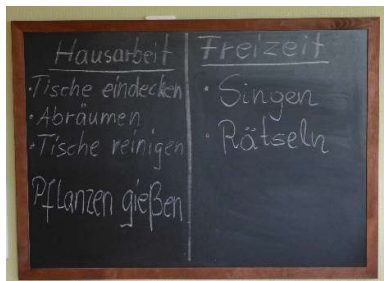 Hausarbeit
· Tische eindecken
· Abräumen
· Tische reinigen
Pflanzen gießen
Freizeit
· Singen
· Rätseln